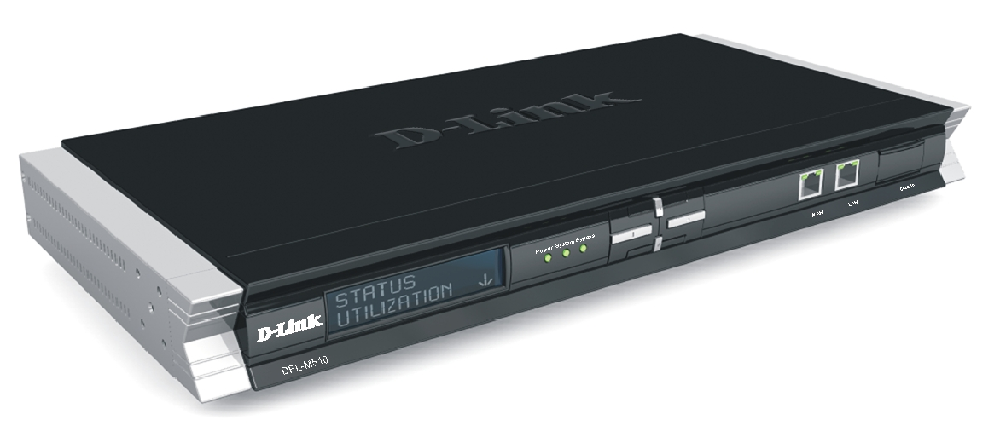 D-Link
STATUS
UTILIZATION
Power System Bypass
WAN
LAN
D-Link
DFL-M510